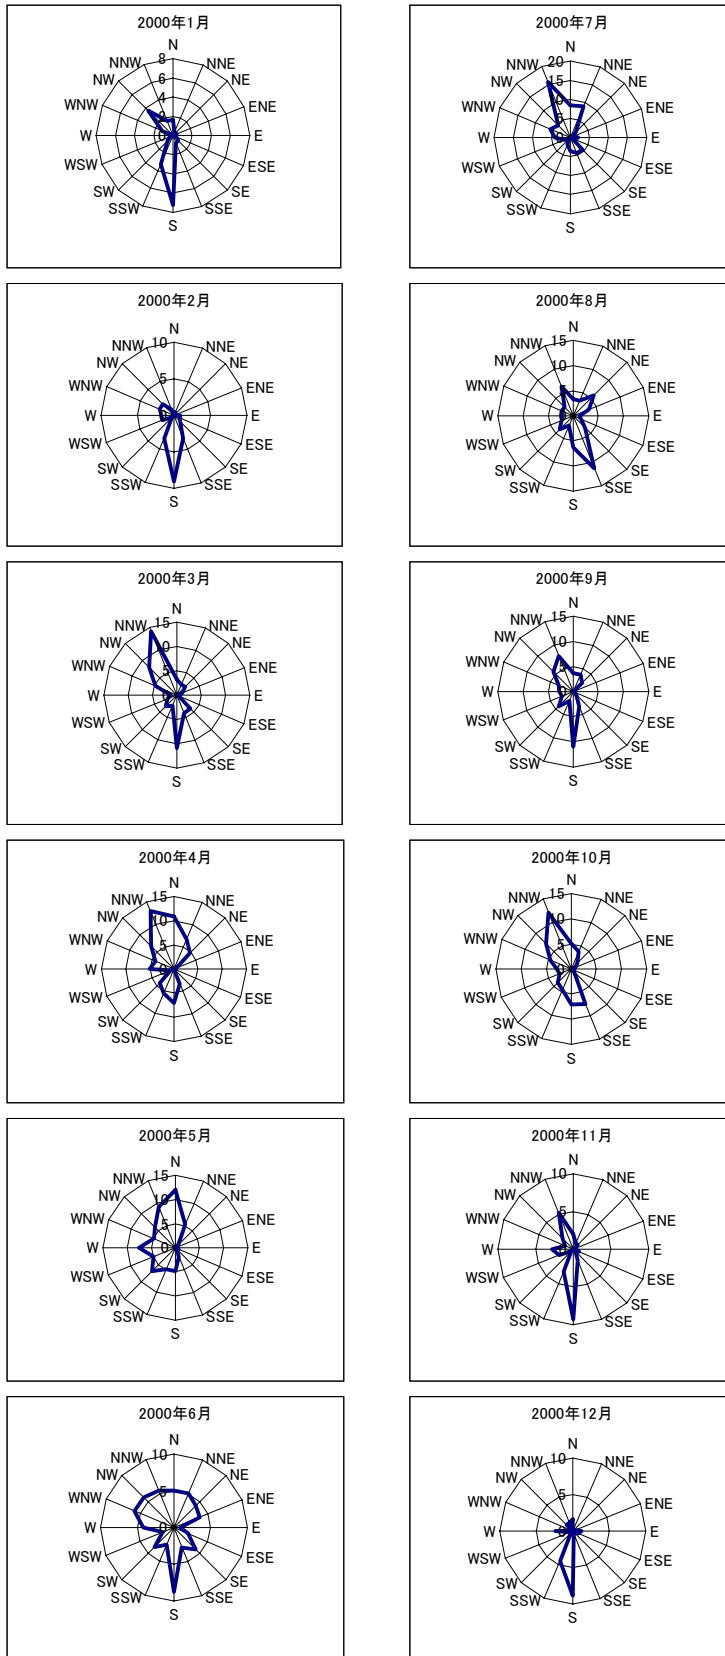 2000年1月
N
8
NNW NNE
NW 6 NE
WNW 4 ENE
2
W 0 E
WSW ESE
SW SE
SSW SSE
S
2000年2月
N
10
NNW NNE
NW NE
WNW 5 ENE
W 0 E
WSW ESE
SW SE
SSW SSE
S
2000年3月
N
15
NNW NNE
NW 10 NE
WNW 5 ENE
W 0 E
WSW ESE
SW SE
SSW SSE
S
2000年4月
N
15
NNW NNE
NW 10 NE
WNW 5 ENE
W 0 E
WSW ESE
SW SE
SSW SSE
S
2000年5月
N
15
NNW NNE
NW 10 NE
WNW 5 ENE
W 0 E
WSW ESE
SW SE
SSW SSE
S
2000年6月
N
10
NNW NNE
NW NE
WNW 5 ENE
W 0 E
WSW ESE
SW SE
SSW SSE
S
2000年7月
N
20
NNW NNE
NW 15 NE
WNW 10 ENE
5
W 0 E
WSW ESE
SW SE
SSW SSE
S
2000年8月
N
15
NNW NNE
NW 10 NE
WNW 5 ENE
W 0 E
WSW ESE
SW SE
SSW SSE
S
2000年9月
N
15
NNW NNE
NW 10 NE
WNW 5 ENE
W 0 E
WSW ESE
SW SE
SSW SSE
S
2000年10月
N
15
NNW NNE
NW 10 NE
WNW 5 ENE
W 0 E
WSW ESE
SW SE
SSW SSE
S
2000年11月
N
10
NNW NNE
NW NE
WNW 5 ENE
W 0 E
WSW ESE
SW SE
SSW SSE
S
2000年12月
N
10
NNW NNE
NW NE
WNW 5 ENE
W 0 E
WSW ESE
SW SE
SSW SSE
S